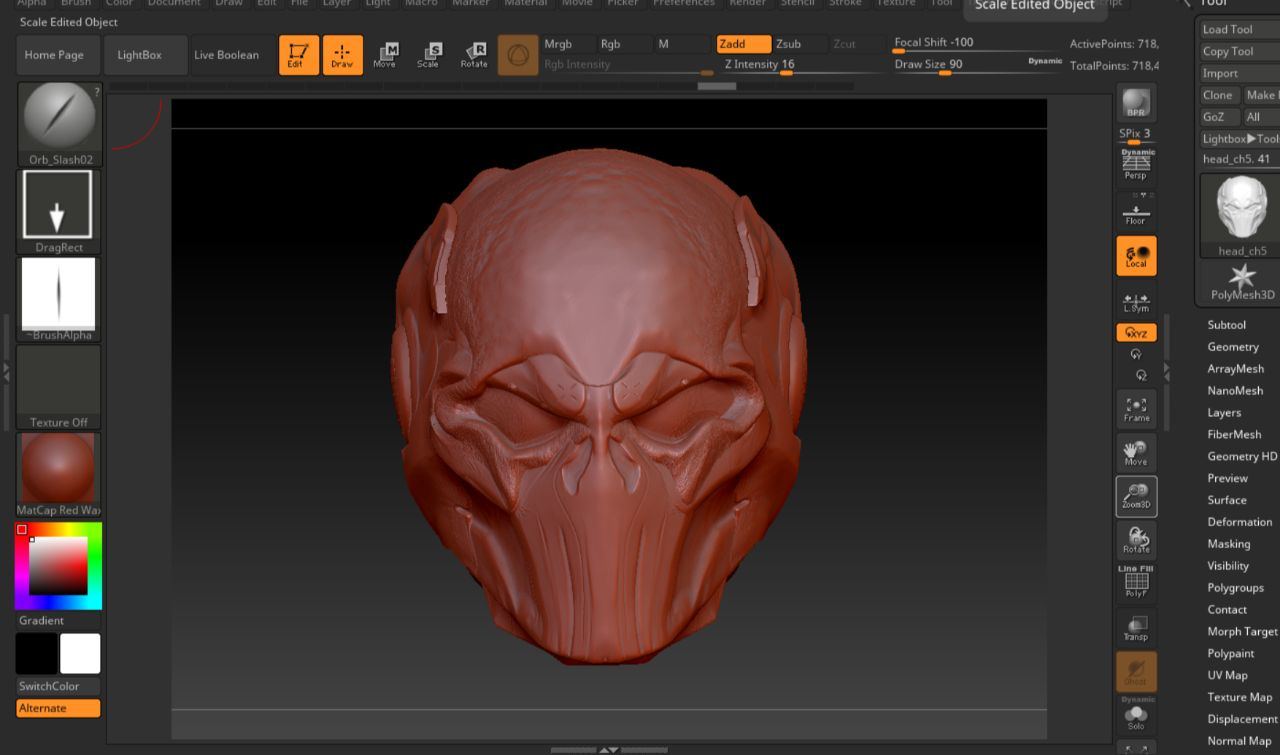 Alpha Brush Color Document Draw Edit File Layer Light Macro Marker Material Movie Picker Preferences Render Stencil Stroke Texture Tool
Scale Edited Object
Tool
Scale Edited Object
Home Page LightBox Live Boolean Edit Draw Move Scale Rotate
M S R
Mrgb Rgb M Zadd Zsub Zcut Focal Shift -100 ActivePoints: 718,
Rgb Intensity Z Intensity 16 Draw Size 90 Dynamic TotalPoints: 718,4
?
Orb_Slash02
DragRect
~BrushAlpha
Texture Off
MatCap Red Wax
Gradient
SwitchColor
Alternate
BPR
SPix 3
Dynamic
Persp
Floor
Local
L.Sym
XYZ
Frame
Move
Zoom3D
Rotate
Line Fill
PolyF
Transp
Ghost
Dynamic
Solo
Load Tool
Copy Tool
Import
Clone Make
GoZ All
Lightbox▶Tools
head_ch5. 41
head_ch5
PolyMesh3D
Subtool
Geometry
ArrayMesh
NanoMesh
Layers
FiberMesh
Geometry HD
Preview
Surface
Deformation
Masking
Visibility
Polygroups
Contact
Morph Target
Polypaint
UV Map
Texture Map
Displacement
Normal Map